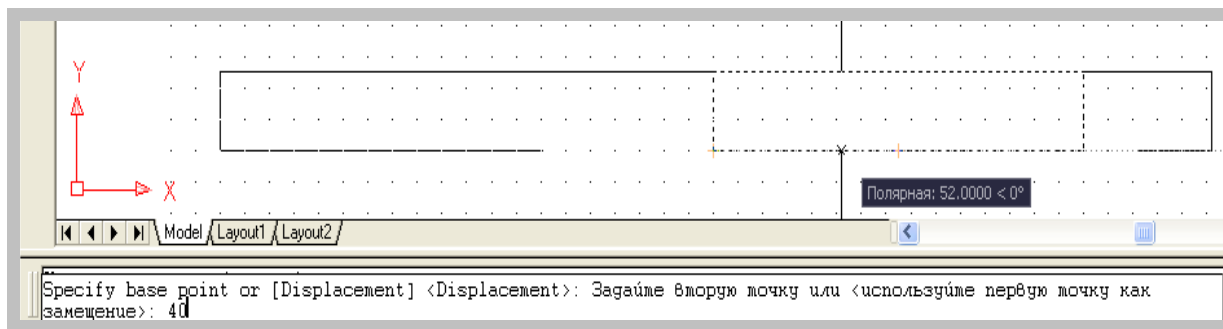 Y
X
Полярная: 52.0000 < 0°
Model Layout1 Layout2
Specify base point or [Displacement] <Displacement>: Задайте вторую точку или <используйте первую точку как
замещение>: 40